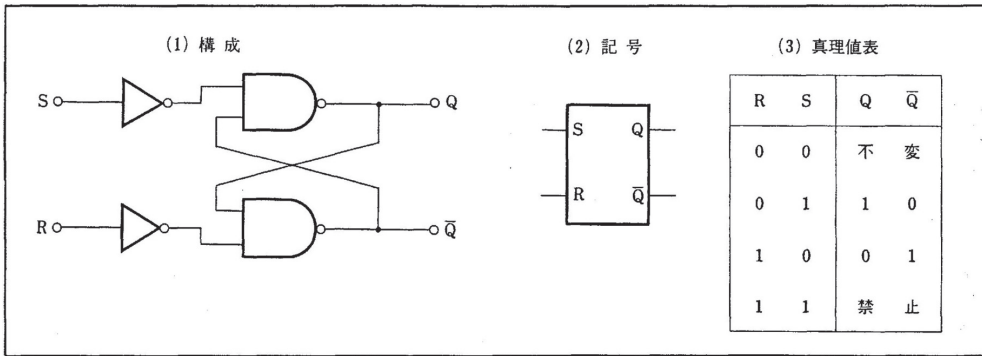 (1) 構 成
S
Q
R
Q̄
(2) 記 号
S Q
R Q̄
(3) 真理値表
R S Q Q̄
0 0 不 変
0 1 1 0
1 0 0 1
1 1 禁 止